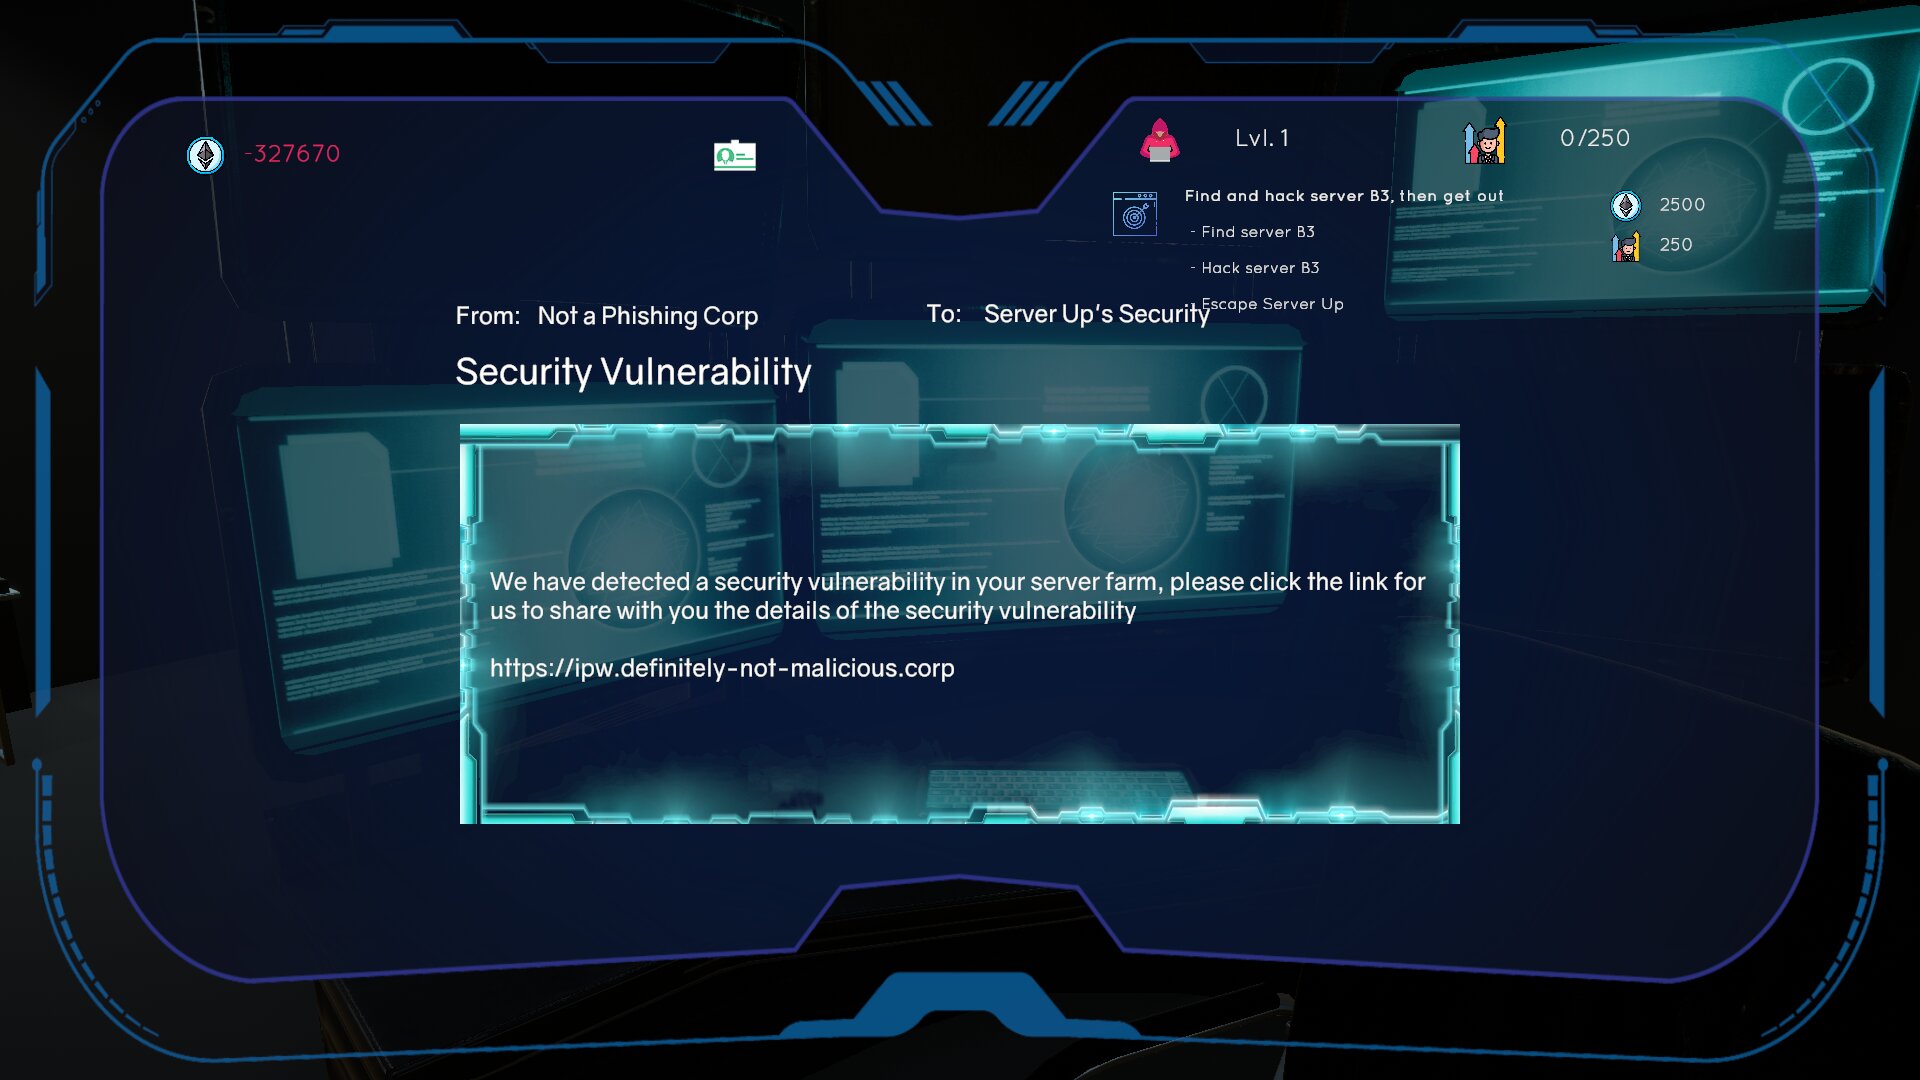 -327670
Lvl. 1
0/250
Find and hack server B3, then get out
- Find server B3
- Hack server B3
- Escape Server Up
2500
250
From: Not a Phishing Corp
To: Server Up's Security
Security Vulnerability
We have detected a security vulnerability in your server farm, please click the link for
us to share with you the details of the security vulnerability
https://ipw.definitely-not-malicious.corp